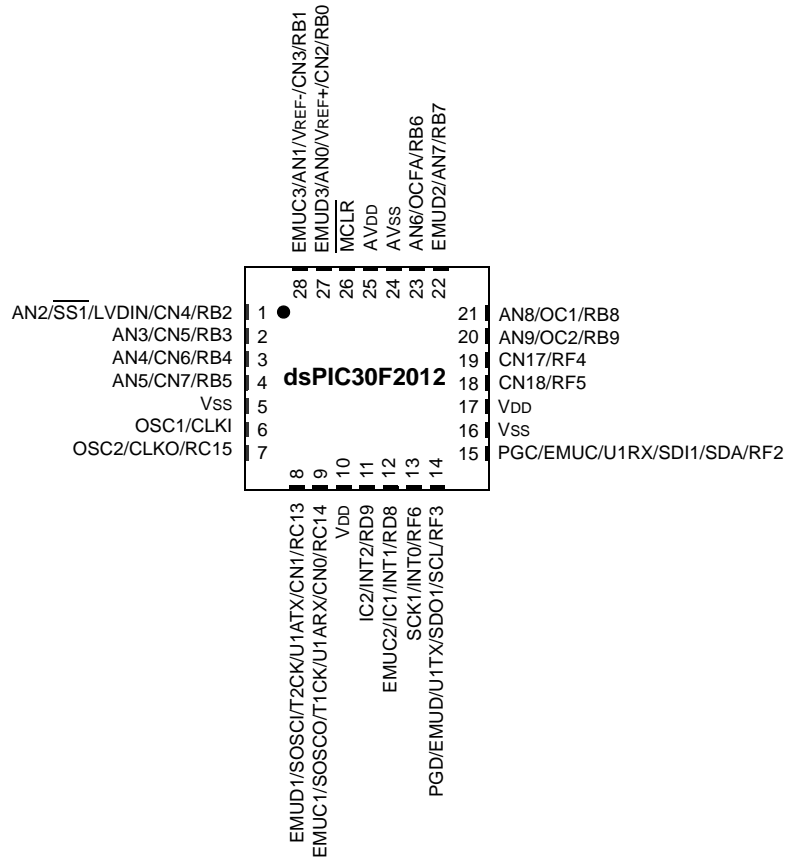 EMUC3/AN1/VREF-/CN3/RB1
EMUD3/AN0/VREF+/CN2/RB0
MCLR
AVDD
AVSS
AN6/OCFA/RB6
EMUD2/AN7/RB7
28 27 26 25 24 23 22
AN2/SS1/LVDIN/CN4/RB2 1
AN3/CN5/RB3 2
AN4/CN6/RB4 3
AN5/CN7/RB5 4
VSS 5
OSC1/CLKI 6
OSC2/CLKO/RC15 7
dsPIC30F2012
21 AN8/OC1/RB8
20 AN9/OC2/RB9
19 CN17/RF4
18 CN18/RF5
17 VDD
16 VSS
15 PGC/EMUC/U1RX/SDI1/SDA/RF2
8 9 10 11 12 13 14
EMUD1/SOSCI/T2CK/U1ATX/CN1/RC13
EMUC1/SOSCO/T1CK/U1ARX/CN0/RC14
VDD
IC2/INT2/RD9
EMUC2/IC1/INT1/RD8
SCK1/INT0/RF6
PGD/EMUD/U1TX/SDO1/SCL/RF3